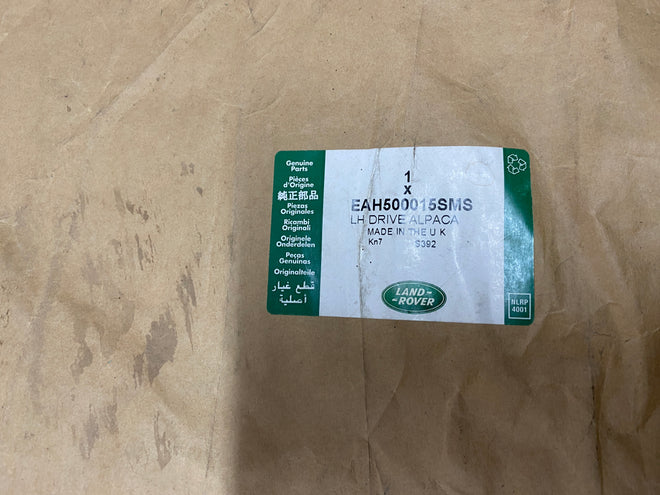 Genuine
Parts
Pièces
d'Origine
純正部品
Piezas
Originales
Ricambi
Originali
Originele
Onderdelen
Peças
Genuinas
Originalteile
قطع غيار
أصلية
1
x
EAH500015SMS
LH DRIVE ALPACA
MADE IN THE U K
Kn7 S392
LAND-
-ROVER
NLRP
4001